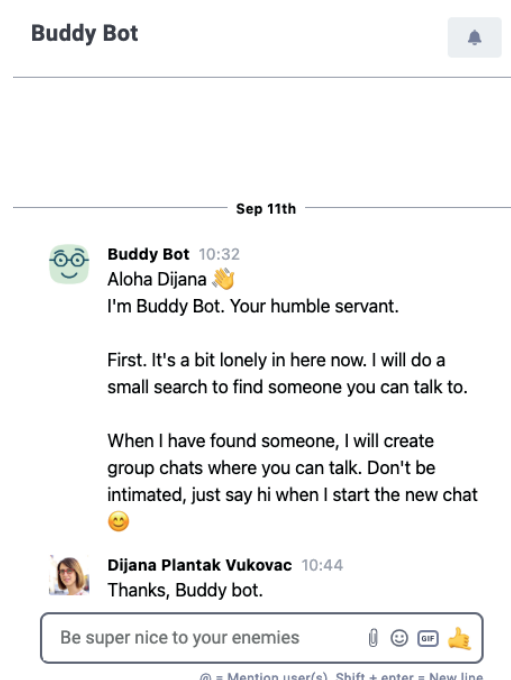 Buddy Bot
Sep 11th
Buddy Bot 10:32
Aloha Dijana 👋
I'm Buddy Bot. Your humble servant.
First. It's a bit lonely in here now. I will do a
small search to find someone you can talk to.
When I have found someone, I will create
group chats where you can talk. Don't be
intimated, just say hi when I start the new chat
😊
Dijana Plantak Vukovac 10:44
Thanks, Buddy bot.
Be super nice to your enemies GIF 🤙
@ = Mention user(s), Shift + enter = New line